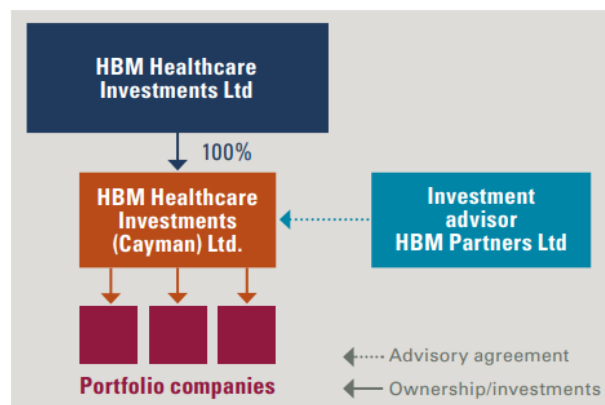 HBM Healthcare
Investments Ltd
100%
HBM Healthcare
Investments
(Cayman) Ltd.
Investment
advisor
HBM Partners Ltd
Portfolio companies
Advisory agreement
Ownership/investments